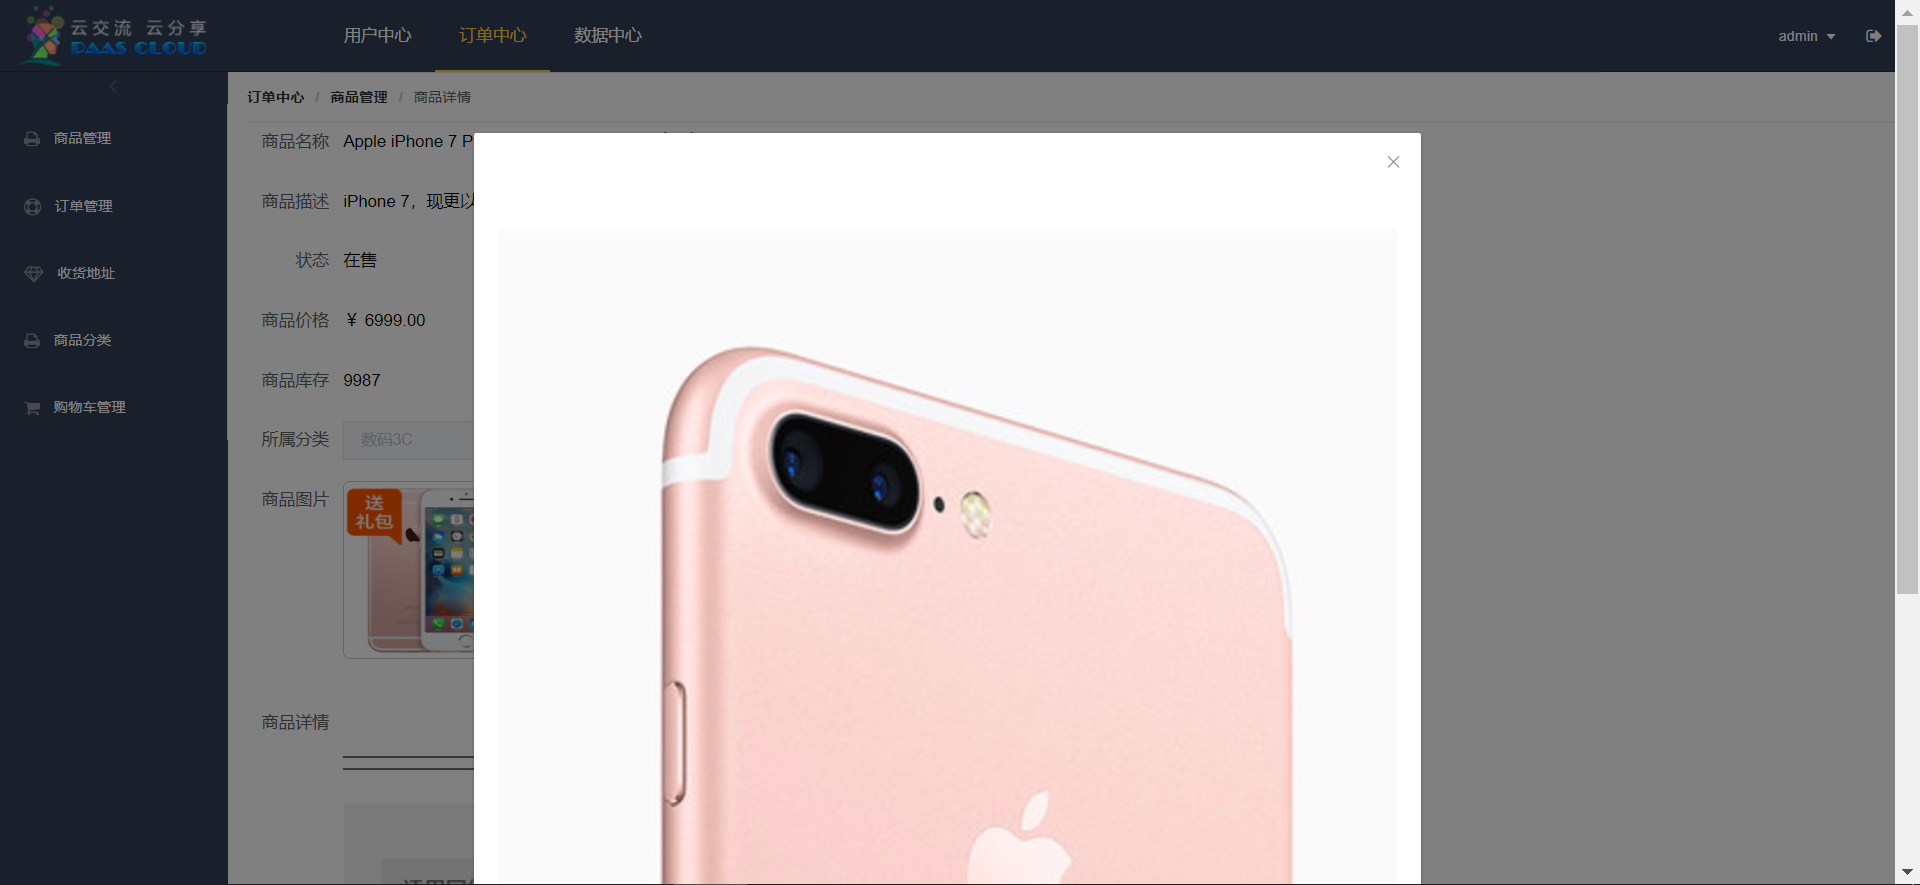 云交流 云分享
DAAS CLOUD
用户中心
订单中心
数据中心
admin
商品管理
订单管理
收货地址
商品分类
购物车管理
订单中心 / 商品管理 / 商品详情
商品名称 Apple iPhone 7 P
商品描述 iPhone 7，现更以
状态 在售
商品价格 ￥ 6999.00
商品库存 9987
所属分类 数码3C
商品图片
送
礼包
商品详情